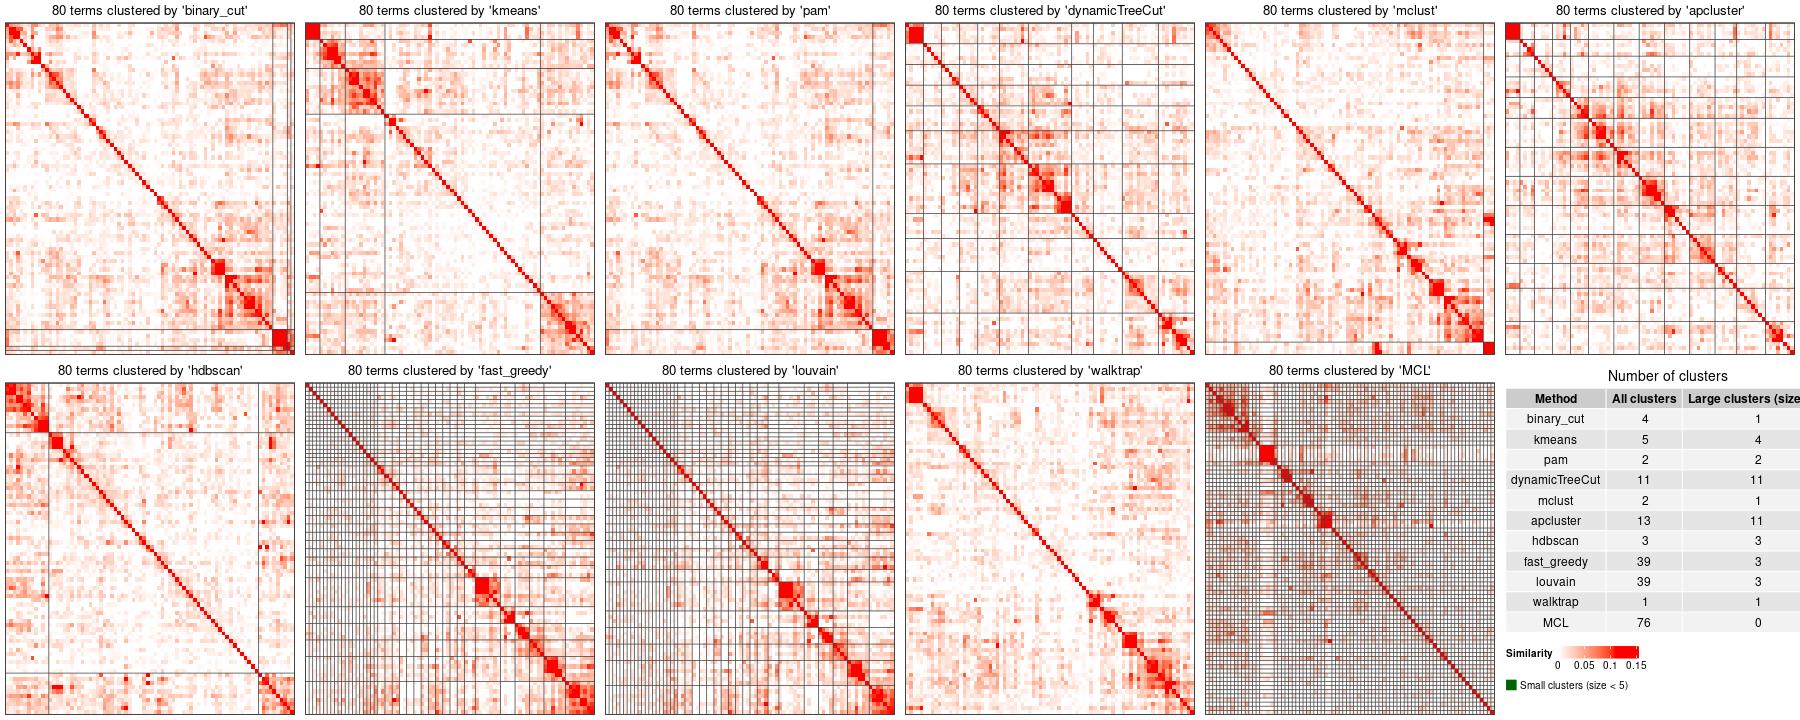 80 terms clustered by 'binary_cut'
80 terms clustered by 'kmeans'
80 terms clustered by 'pam'
80 terms clustered by 'dynamicTreeCut'
80 terms clustered by 'mclust'
80 terms clustered by 'apcluster'
80 terms clustered by 'hdbscan'
80 terms clustered by 'fast_greedy'
80 terms clustered by 'louvain'
80 terms clustered by 'walktrap'
80 terms clustered by 'MCL'
Number of clusters
Method All clusters Large clusters (size
binary_cut 4 1
kmeans 5 4
pam 2 2
dynamicTreeCut 11 11
mclust 2 1
apcluster 13 11
hdbscan 3 3
fast_greedy 39 3
louvain 39 3
walktrap 1 1
MCL 76 0
Similarity
0 0.05 0.1 0.15
Small clusters (size < 5)